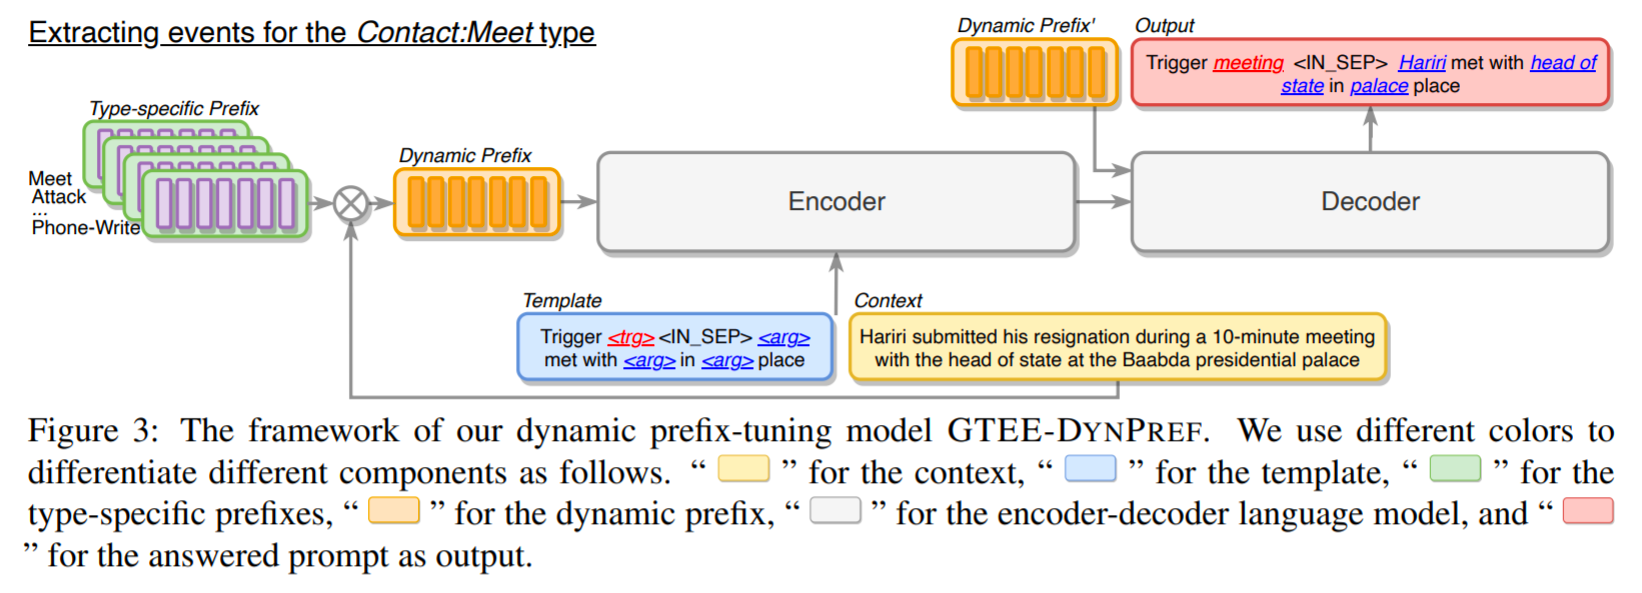 Extracting events for the Contact:Meet type
Dynamic Prefix'
Output
Trigger meeting <IN_SEP> Hariri met with head of
state in palace place
Type-specific Prefix
Meet
Attack
...
Phone-Write
Dynamic Prefix
Encoder
Decoder
Template
Trigger <trg> <IN_SEP> <arg>
met with <arg> in <arg> place
Context
Hariri submitted his resignation during a 10-minute meeting
with the head of state at the Baabda presidential palace
Figure 3: The framework of our dynamic prefix-tuning model GTEE-DYNPREF. We use different colors to
differentiate different components as follows. “ ” for the context, “ ” for the template, “ ” for the
type-specific prefixes, “ ” for the dynamic prefix, “ ” for the encoder-decoder language model, and “
” for the answered prompt as output.